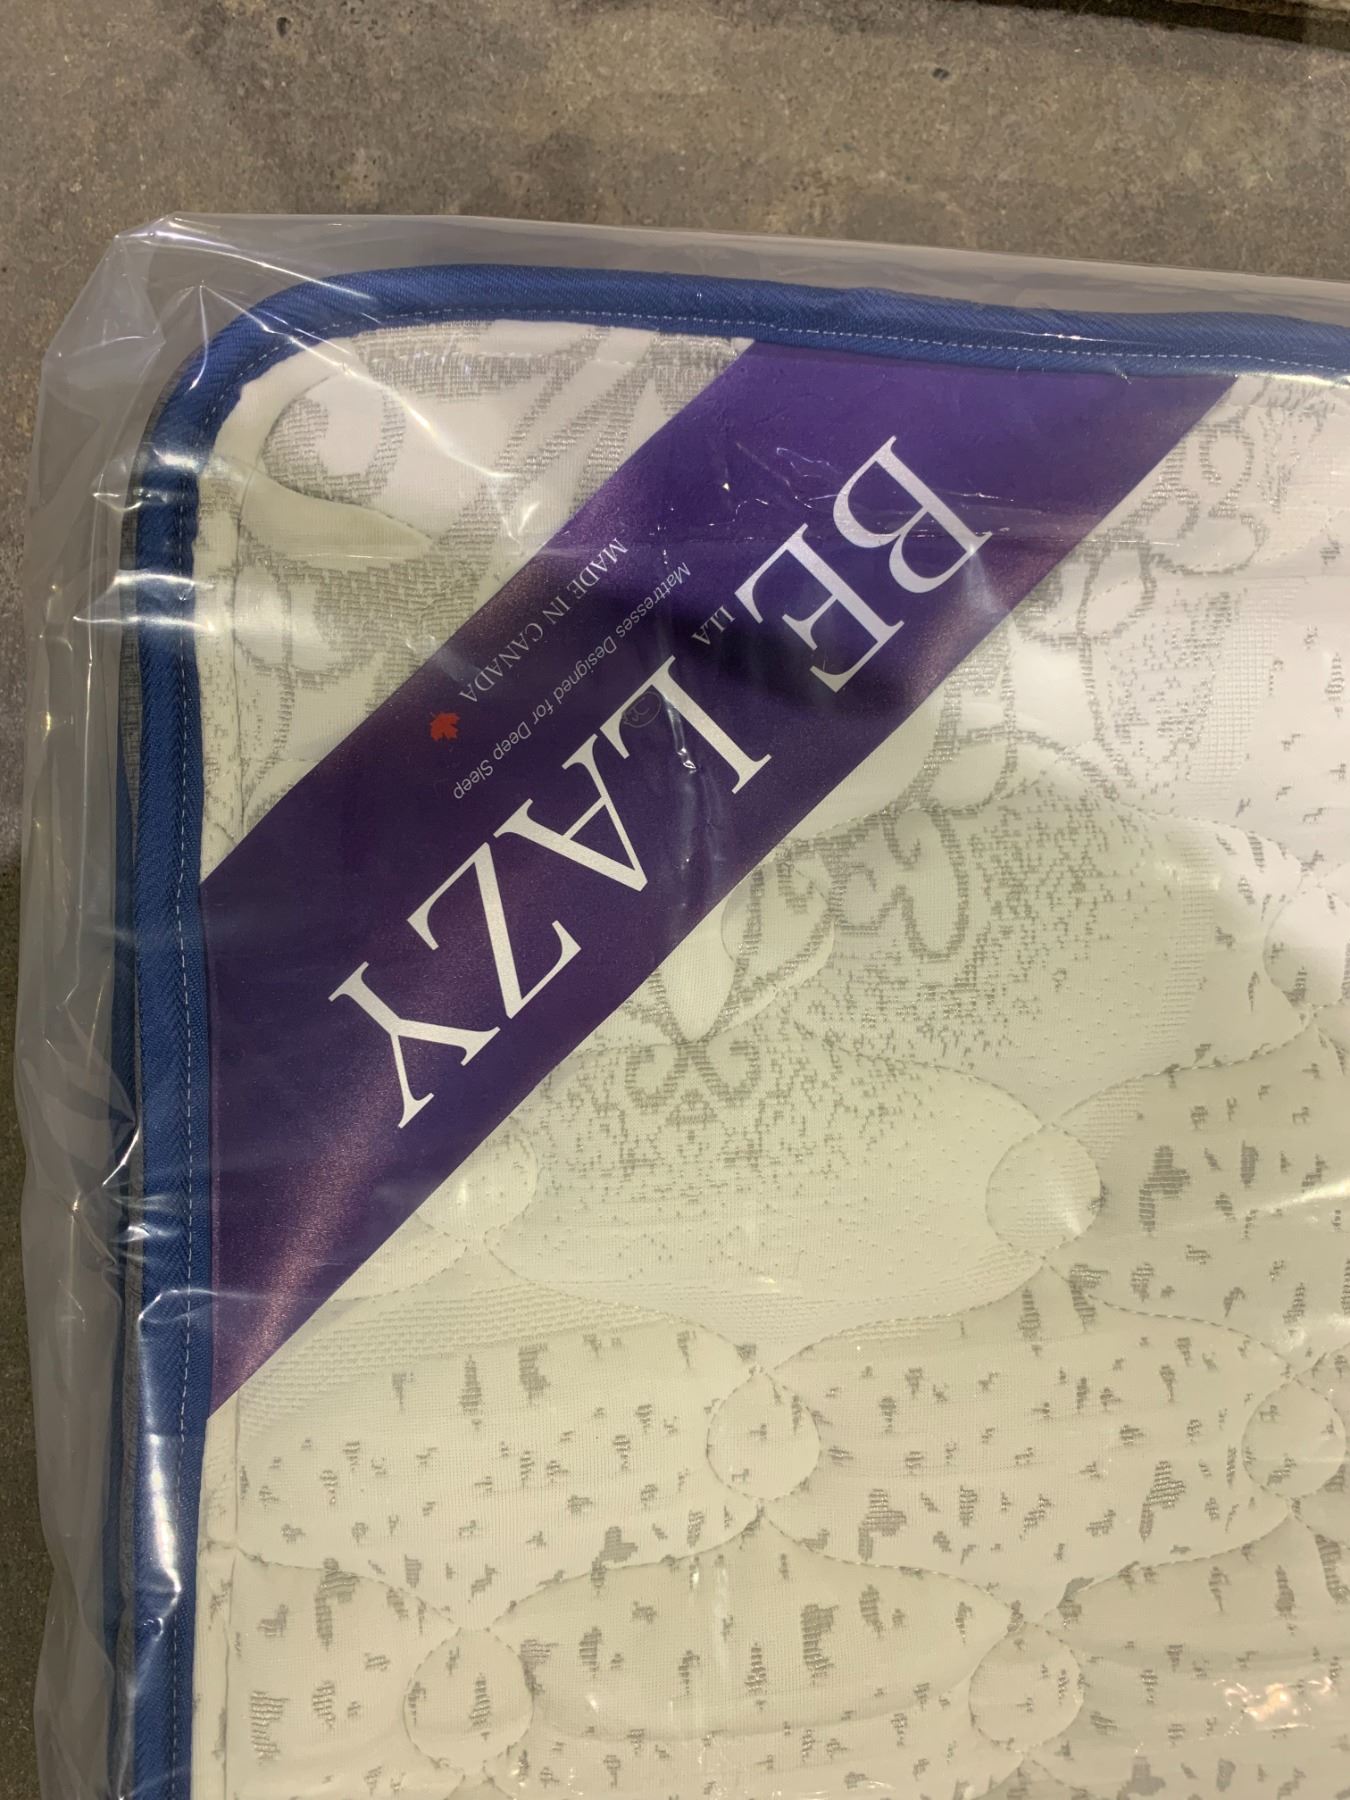 BE LAZY
Mattresses Designed for Deep Sleep
MADE IN CANADA